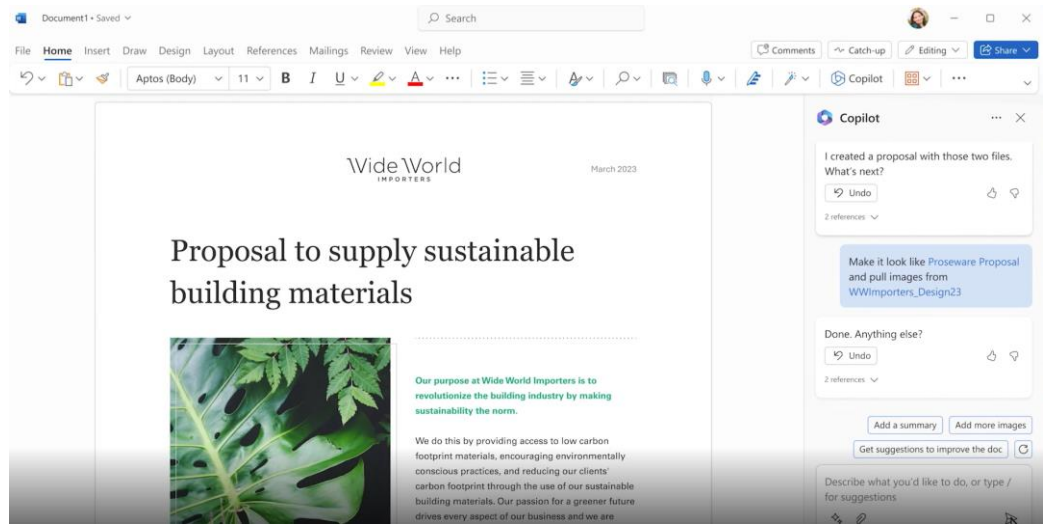 Document1 • Saved
Search
File Home Insert Draw Design Layout References Mailings Review View Help
Comments Catch-up Editing Share
Aptos (Body) 11 B I U A Copilot
Wide World
IMPORTERS
March 2023
Proposal to supply sustainable
building materials
Our purpose at Wide World Importers is to
revolutionize the building industry by making
sustainability the norm.
We do this by providing access to low carbon
footprint materials, encouraging environmentally
conscious practices, and reducing our clients'
carbon footprint through the use of our sustainable
building materials. Our passion for a greener future
drives every aspect of our business and we are
Copilot
I created a proposal with those two files.
What's next?
Undo
2 references
Make it look like Proseware Proposal
and pull images from
WWImporters_Design23
Done. Anything else?
Undo
2 references
Add a summary Add more images
Get suggestions to improve the doc
Describe what you'd like to do, or type /
for suggestions